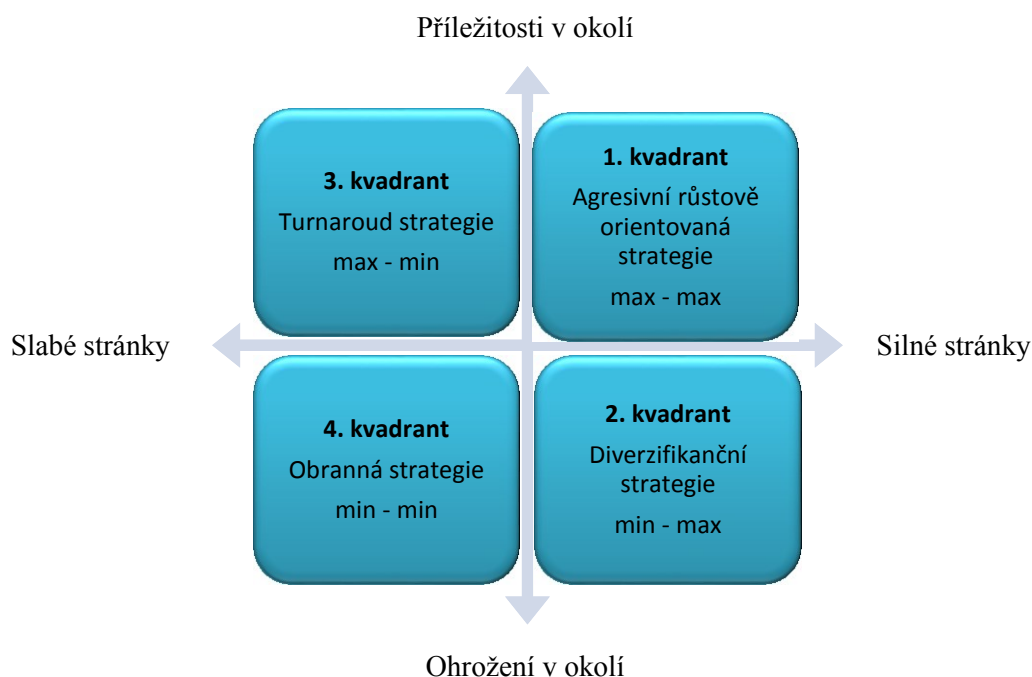 Příležitosti v okolí
3. kvadrant
Turnaroud strategie
max - min
1. kvadrant
Agresivní růstově
orientovaná
strategie
max - max
Slabé stránky
Silné stránky
4. kvadrant
Obranná strategie
min - min
2. kvadrant
Diverzifikanční
strategie
min - max
Ohrožení v okolí